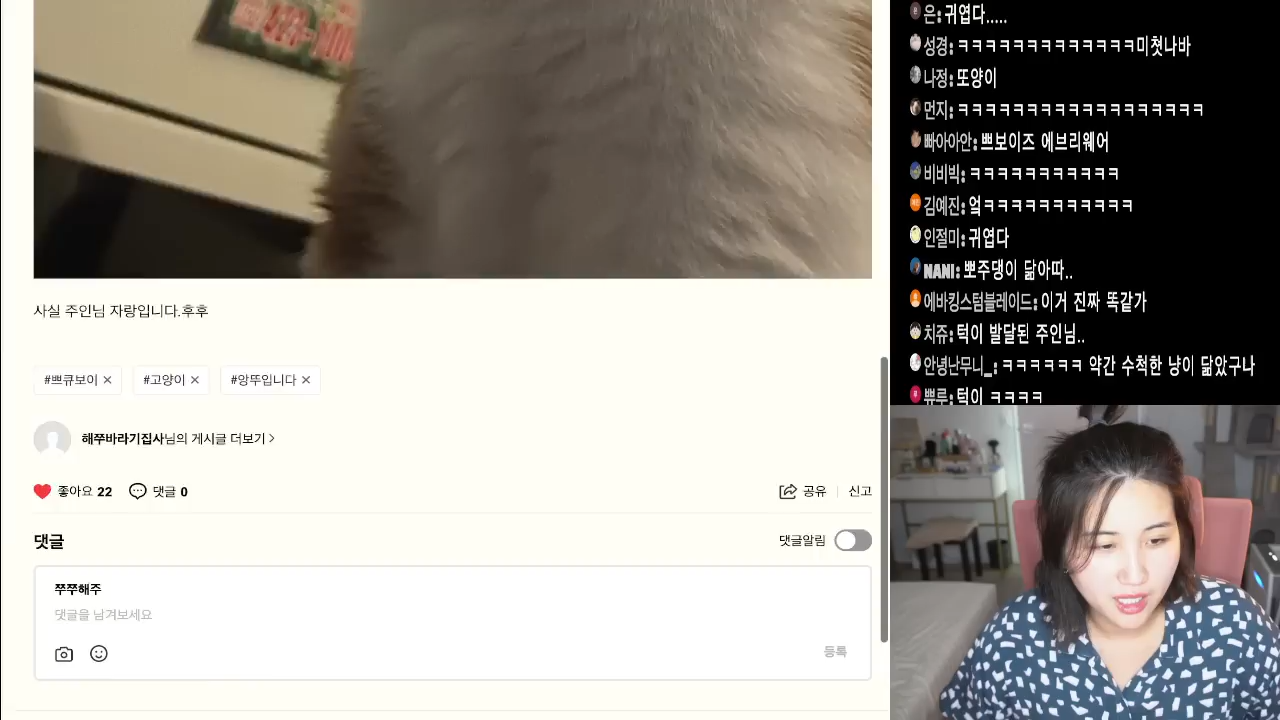 사실 주인님 자랑입니다.후후
#쁘큐보이 ✕ #고양이 ✕ #앙뚜입니다 ✕
해쭈바라기집사님의 게시글 더보기 >
좋아요 22 댓글 0 공유 신고
댓글 댓글알림
쭈쭈해주
댓글을 남겨보세요
등록
은: 귀엽다.....
성경: ㅋㅋㅋㅋㅋㅋㅋㅋㅋㅋㅋㅋㅋ미쳣나바
나정: 또양이
먼지: ㅋㅋㅋㅋㅋㅋㅋㅋㅋㅋㅋㅋㅋㅋㅋㅋㅋㅋ
빠아아안: 쁘보이즈 에브리웨어
비비빅: ㅋㅋㅋㅋㅋㅋㅋㅋㅋㅋㅋ
김예진: 엌ㅋㅋㅋㅋㅋㅋㅋㅋㅋㅋㅋ
인절미: 귀엽다
NANI: 뽀주댕이 닮아따..
에바킹스텀블레이드: 이거 진짜 똑같가
치쥬: 턱이 발달된 주인님..
안녕난무니_: ㅋㅋㅋㅋㅋㅋ 약간 수척한 냥이 닮았구나
쀼루: 턱이 ㅋㅋㅋㅋ